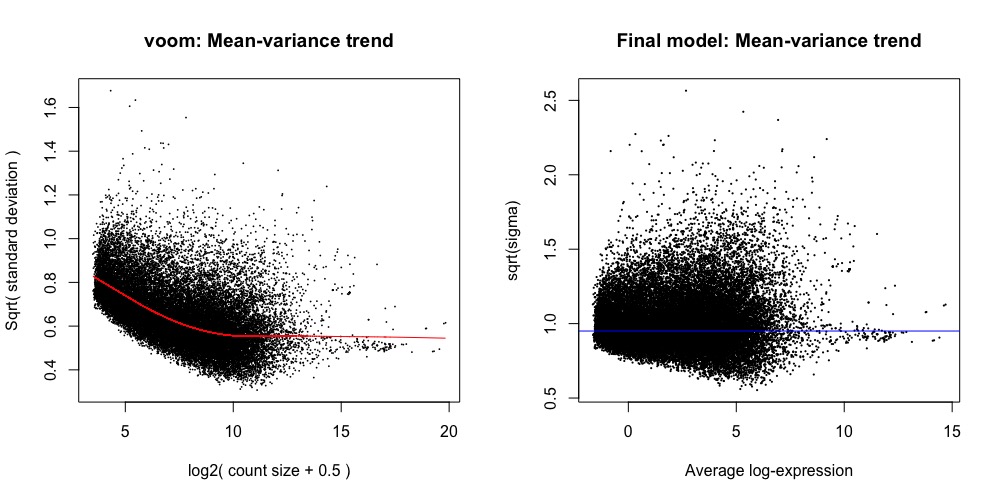 voom: Mean-variance trend
Sqrt( standard deviation )
1.6
1.4
1.2
1.0
0.8
0.6
0.4
5 10 15 20
log2( count size + 0.5 )
Final model: Mean-variance trend
sqrt(sigma)
2.5
2.0
1.5
1.0
0.5
0 5 10 15
Average log-expression